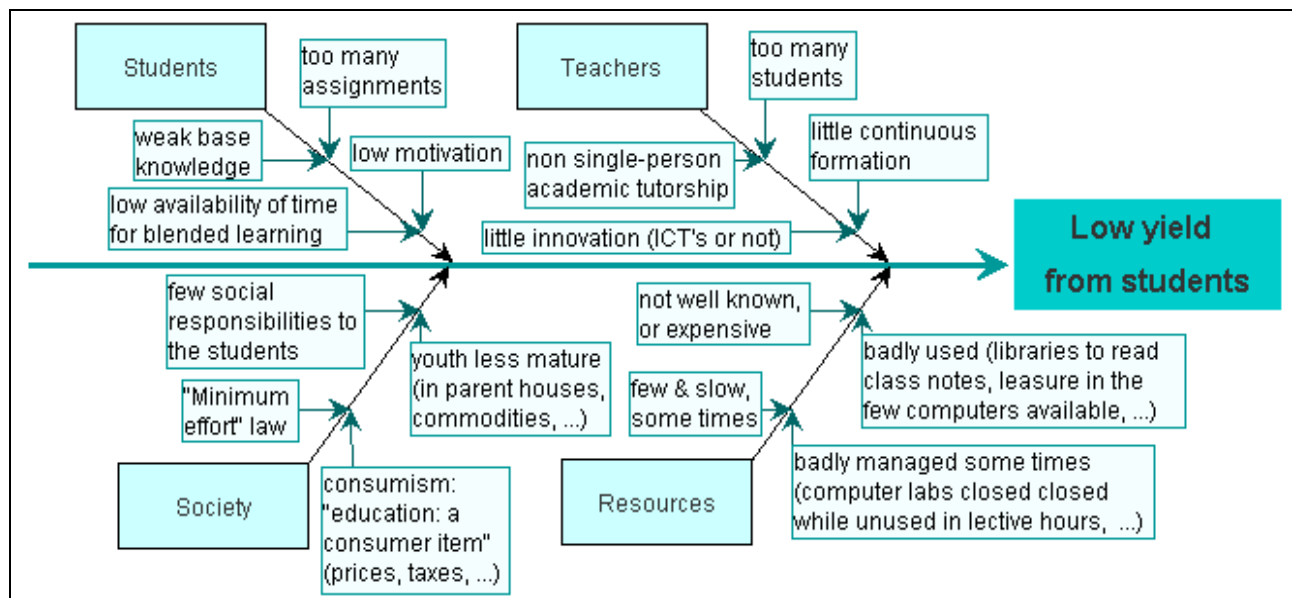 Students
too many
assignments
weak base
knowledge
low motivation
low availability of time
for blended learning
Teachers
too many
students
little continuous
formation
non single-person
academic tutorship
little innovation (ICT's or not)
Low yield
from students
few social
responsibilities to
the students
youth less mature
(in parent houses,
commodities, ...)
"Minimum
effort" law
Society
consumism:
"education: a
consumer item"
(prices, taxes, ...)
not well known,
or expensive
badly used (libraries to read
class notes, leasure in the
few computers available, ...)
few & slow,
some times
Resources
badly managed some times
(computer labs closed closed
while unused in lective hours,  ...)